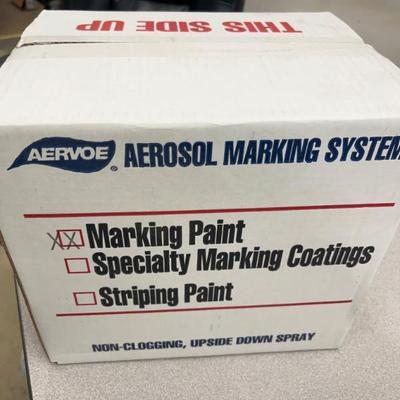 THIS SIDE UP
AERVOE® AEROSOL MARKING SYSTEM
XX Marking Paint
Specialty Marking Coatings
Striping Paint
NON-CLOGGING, UPSIDE DOWN SPRAY